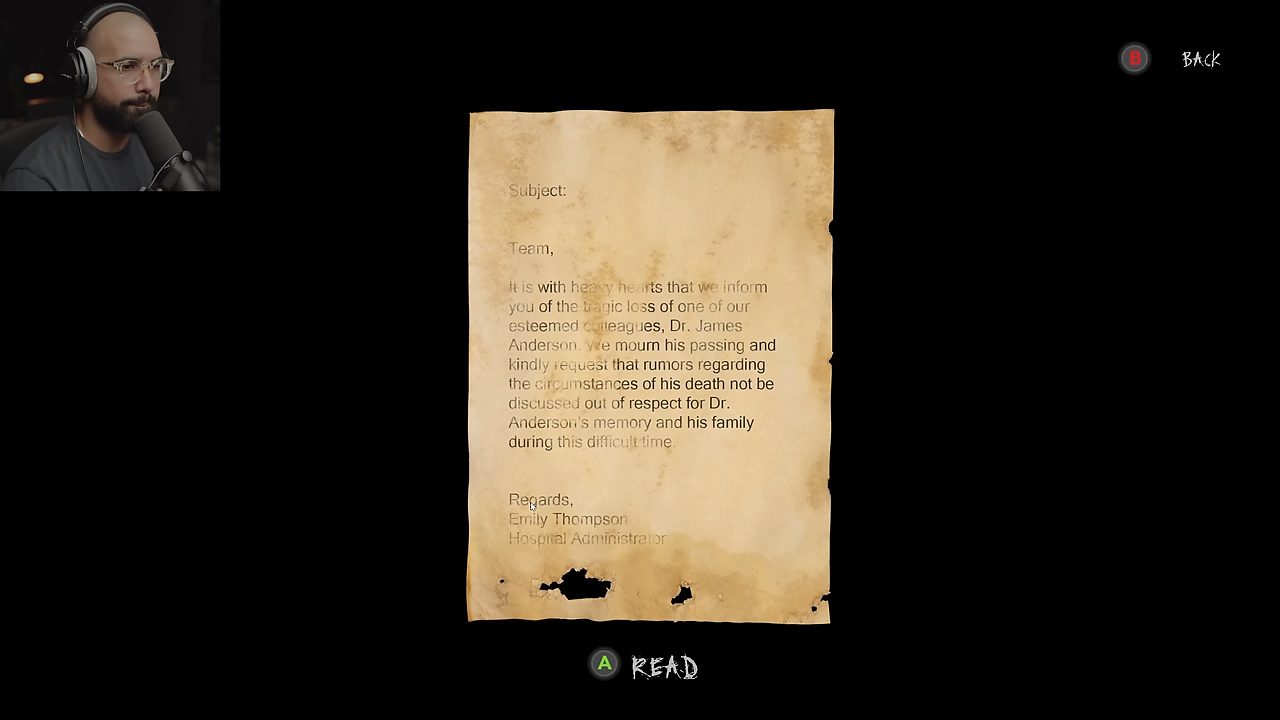 B BACK
Subject:
Team,
It is with heavy hearts that we inform
you of the tragic loss of one of our
esteemed colleagues, Dr. James
Anderson. We mourn his passing and
kindly request that rumors regarding
the circumstances of his death not be
discussed out of respect for Dr.
Anderson's memory and his family
during this difficult time.
Regards,
Emily Thompson
Hospital Administrator
A READ